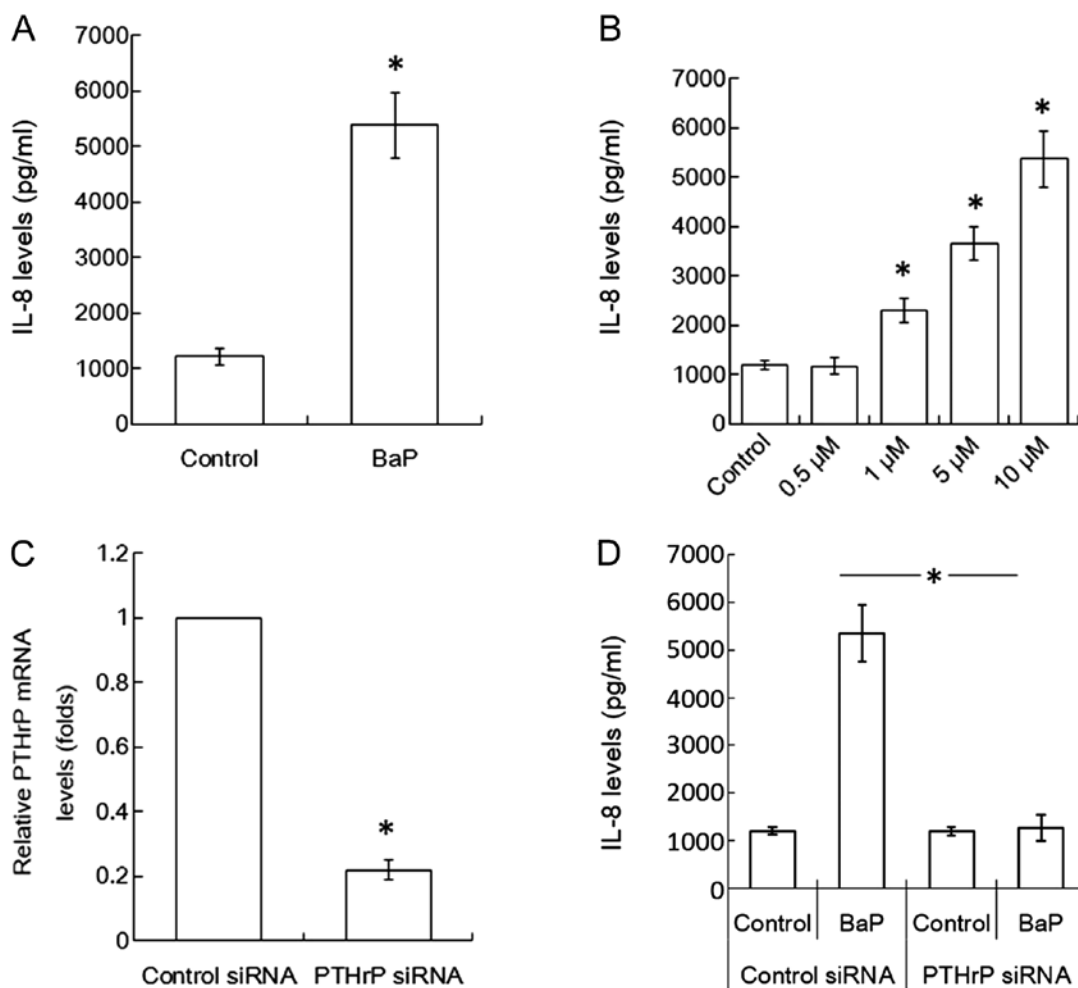 A
IL-8 levels (pg/ml)
7000
6000
5000
4000
3000
2000
1000
0
*
Control
BaP
B
IL-8 levels (pg/ml)
7000
6000
5000
4000
3000
2000
1000
0
*
*
*
Control
0.5 µM
1 µM
5 µM
10 µM
C
Relative PTHrP mRNA
levels (folds)
1.2
1
0.8
0.6
0.4
0.2
0
*
Control siRNA
PTHrP siRNA
D
IL-8 levels (pg/ml)
7000
6000
5000
4000
3000
2000
1000
0
*
Control
BaP
Control
BaP
Control siRNA
PTHrP siRNA